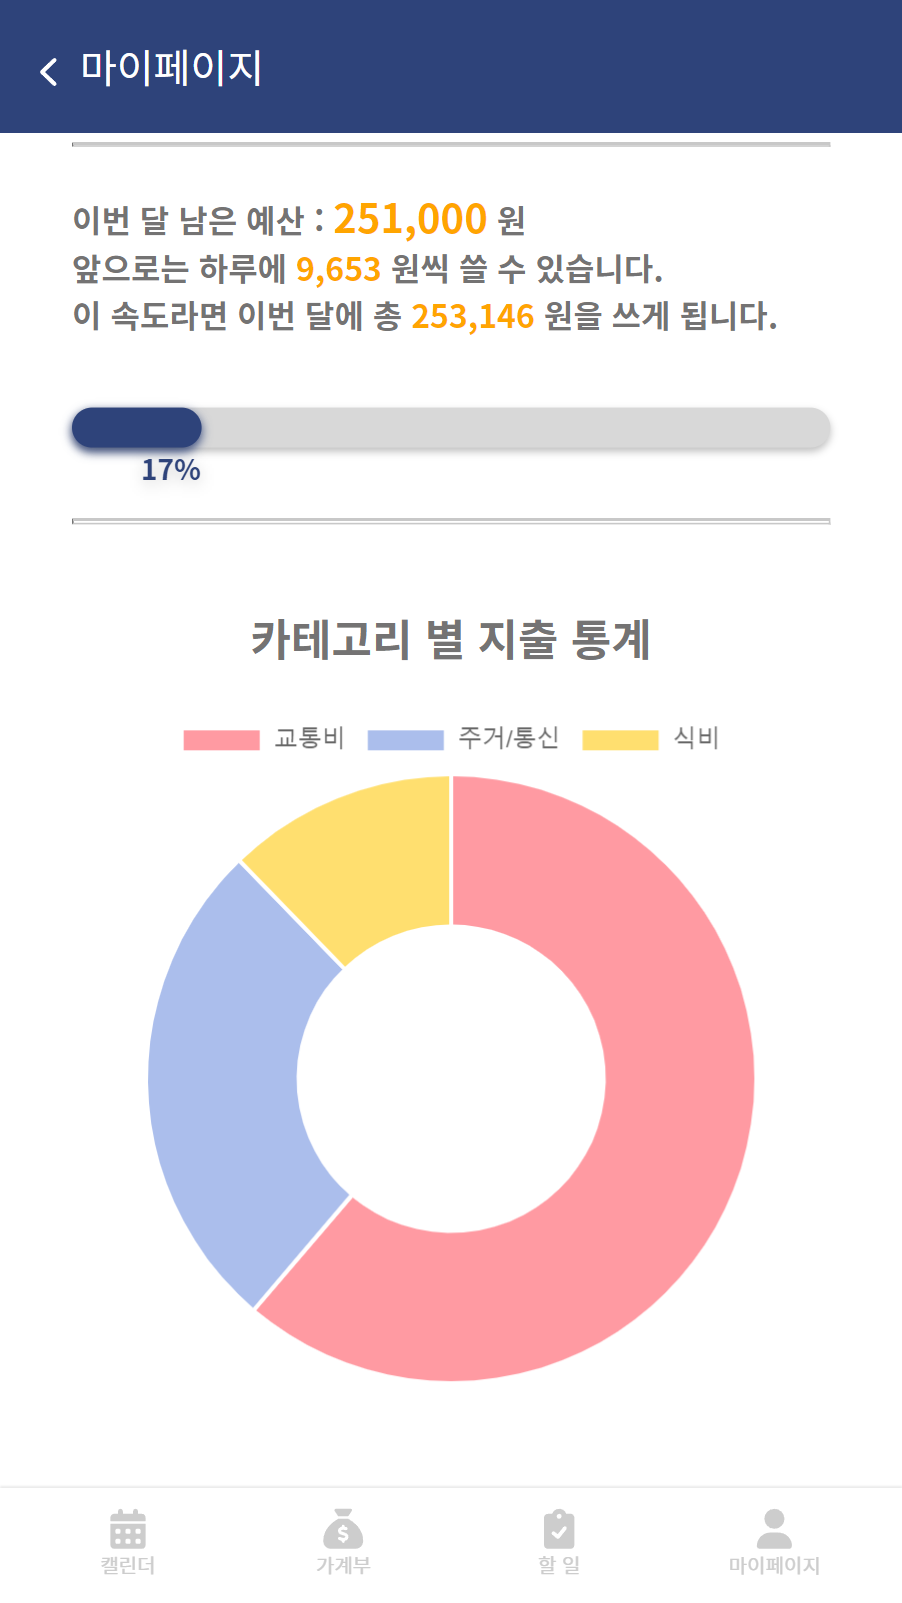 마이페이지
이번 달 남은 예산 : 251,000 원
앞으로는 하루에 9,653 원씩 쓸 수 있습니다.
이 속도라면 이번 달에 총 253,146 원을 쓰게 됩니다.
17%
카테고리 별 지출 통계
교통비 주거/통신 식비
캘린더 가계부 할 일 마이페이지